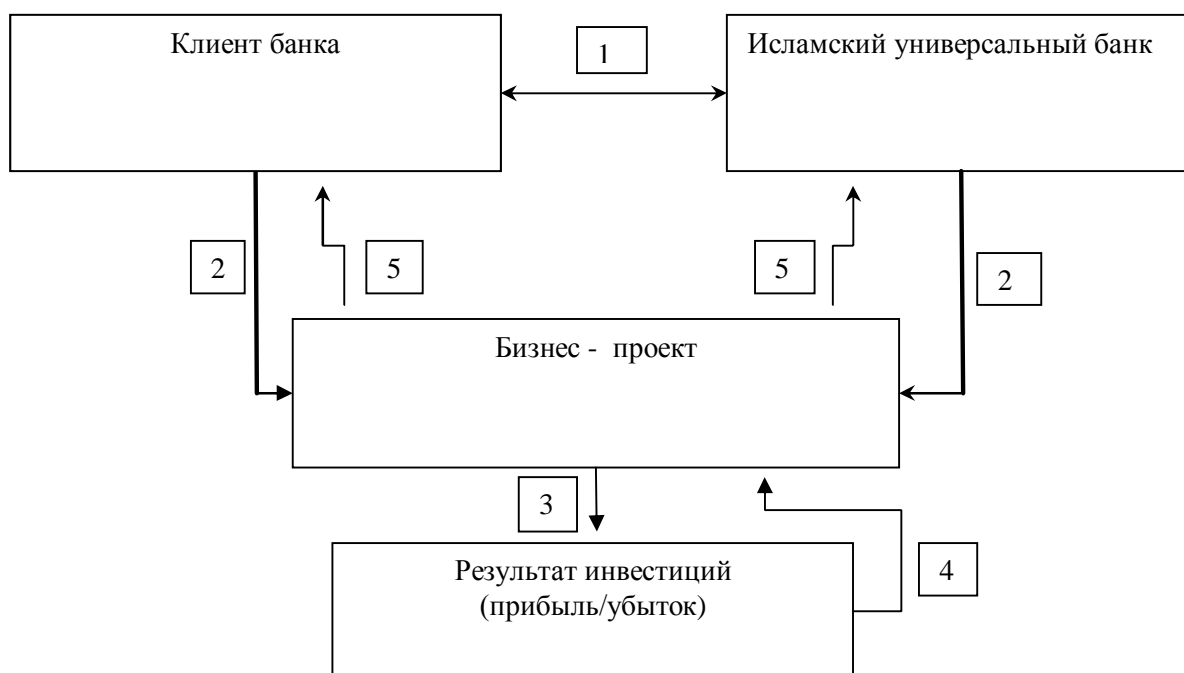 Клиент банка
1
Исламский универсальный банк
2
5
5
2
Бизнес - проект
3
4
Результат инвестиций
(прибыль/убыток)